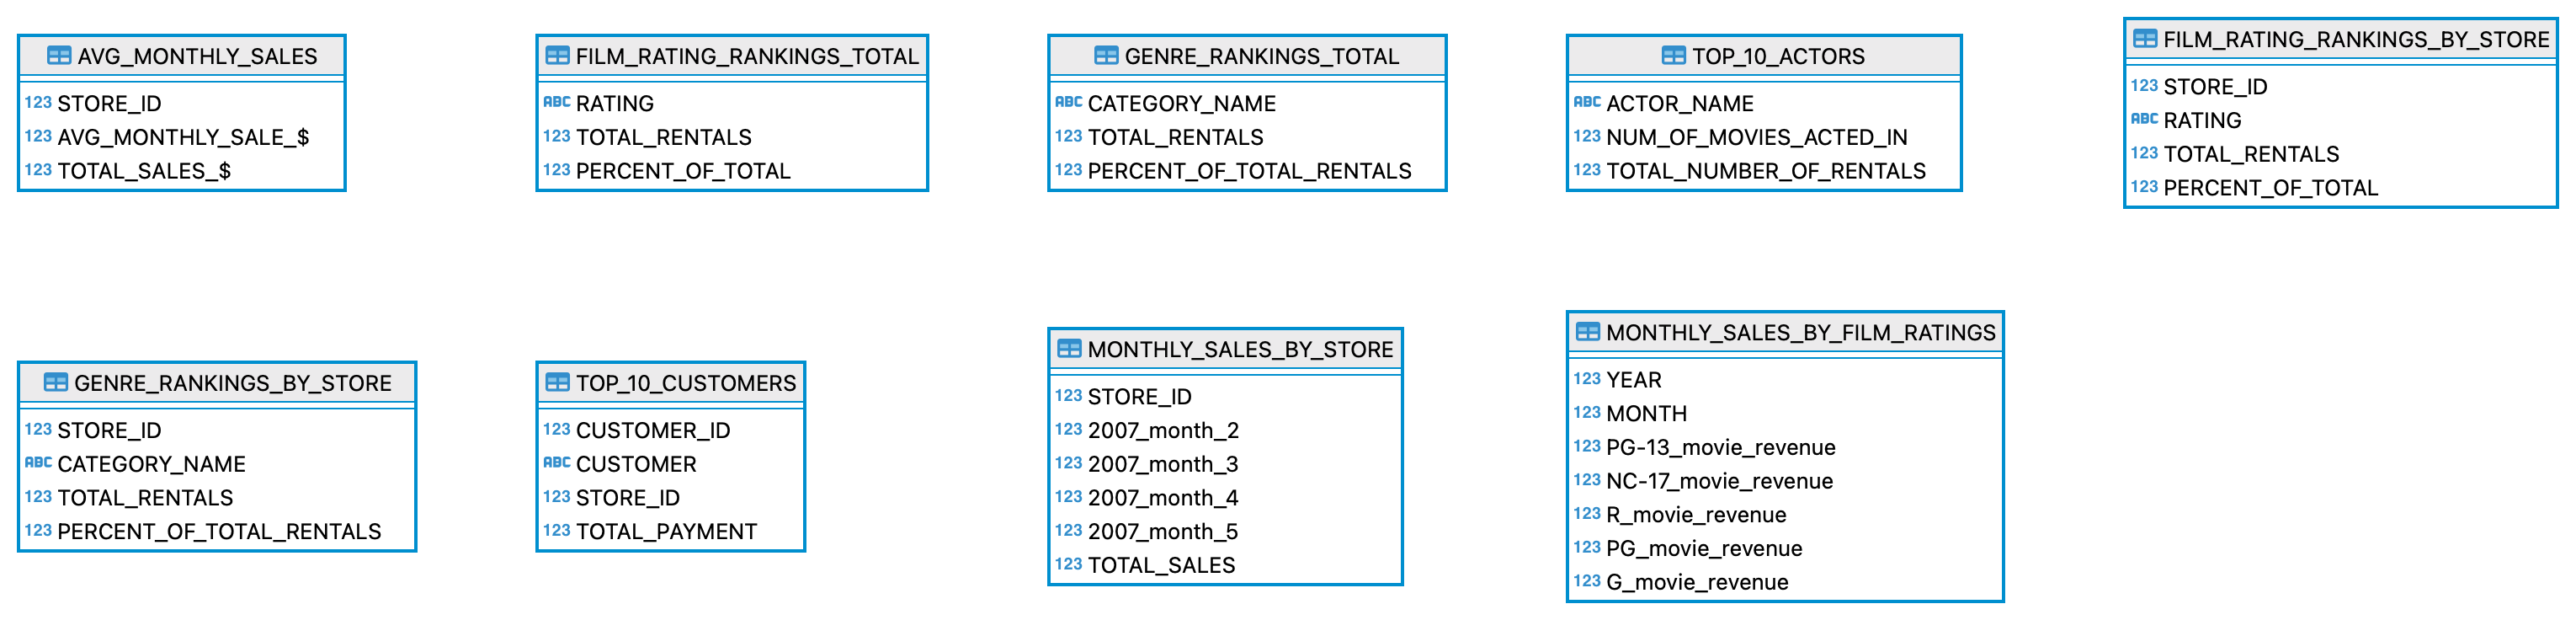 AVG_MONTHLY_SALES
123 STORE_ID
123 AVG_MONTHLY_SALE_$
123 TOTAL_SALES_$
FILM_RATING_RANKINGS_TOTAL
ABC RATING
123 TOTAL_RENTALS
123 PERCENT_OF_TOTAL
GENRE_RANKINGS_TOTAL
ABC CATEGORY_NAME
123 TOTAL_RENTALS
123 PERCENT_OF_TOTAL_RENTALS
TOP_10_ACTORS
ABC ACTOR_NAME
123 NUM_OF_MOVIES_ACTED_IN
123 TOTAL_NUMBER_OF_RENTALS
FILM_RATING_RANKINGS_BY_STORE
123 STORE_ID
ABC RATING
123 TOTAL_RENTALS
123 PERCENT_OF_TOTAL
GENRE_RANKINGS_BY_STORE
123 STORE_ID
ABC CATEGORY_NAME
123 TOTAL_RENTALS
123 PERCENT_OF_TOTAL_RENTALS
TOP_10_CUSTOMERS
123 CUSTOMER_ID
ABC CUSTOMER
123 STORE_ID
123 TOTAL_PAYMENT
MONTHLY_SALES_BY_STORE
123 STORE_ID
123 2007_month_2
123 2007_month_3
123 2007_month_4
123 2007_month_5
123 TOTAL_SALES
MONTHLY_SALES_BY_FILM_RATINGS
123 YEAR
123 MONTH
123 PG-13_movie_revenue
123 NC-17_movie_revenue
123 R_movie_revenue
123 PG_movie_revenue
123 G_movie_revenue